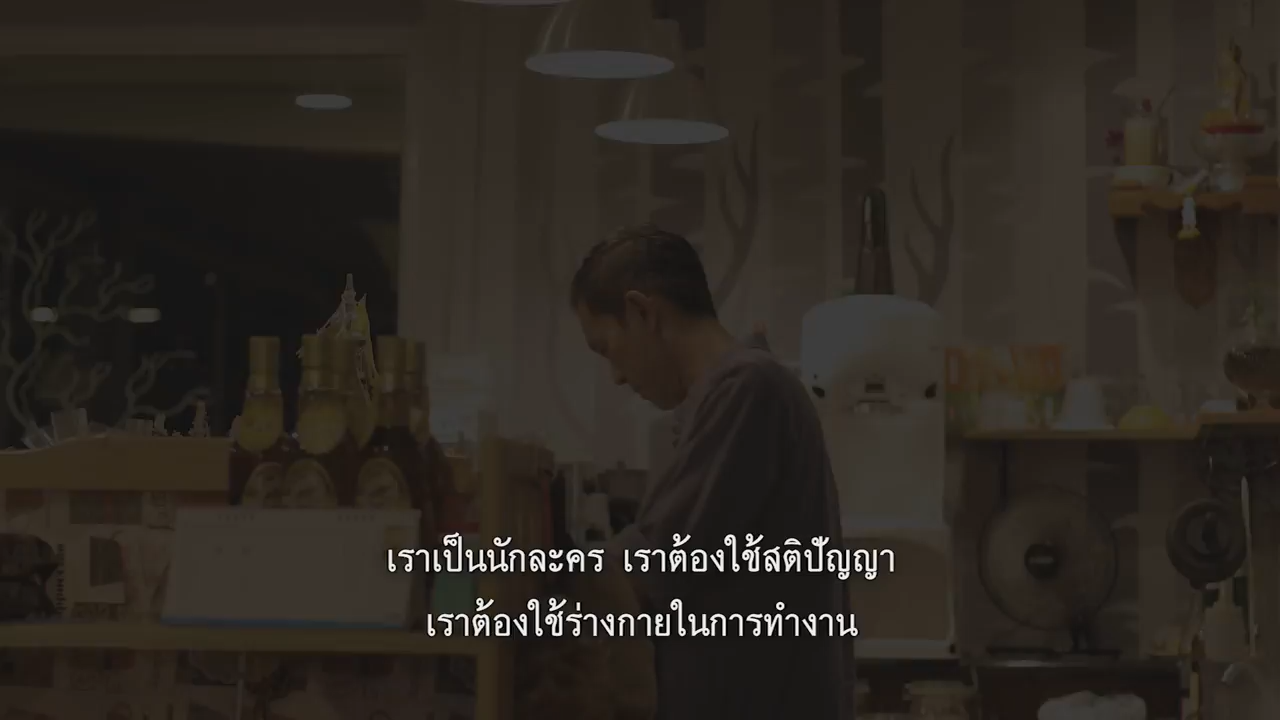 เราเป็นนักละคร เราต้องใช้สติปัญญา
เราต้องใช้ร่างกายในการทำงาน